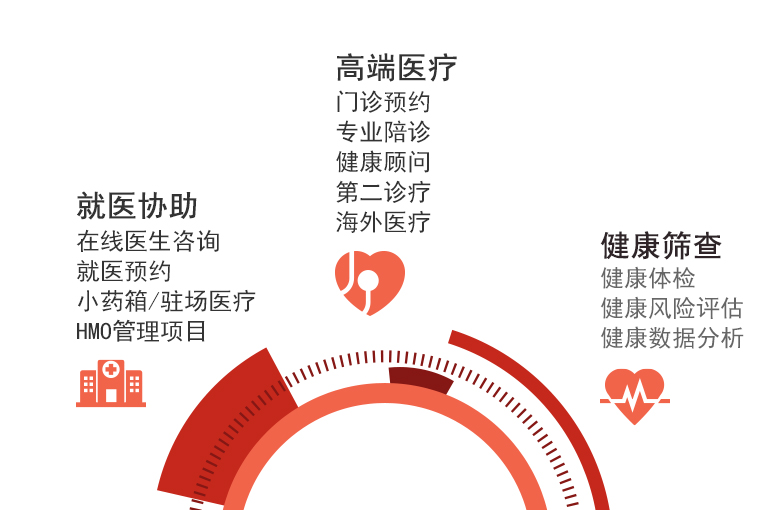 高端医疗
门诊预约
专业陪诊
健康顾问
第二诊疗
海外医疗
就医协助
在线医生咨询
就医预约
小药箱/驻场医疗
HMO管理项目
健康筛查
健康体检
健康风险评估
健康数据分析